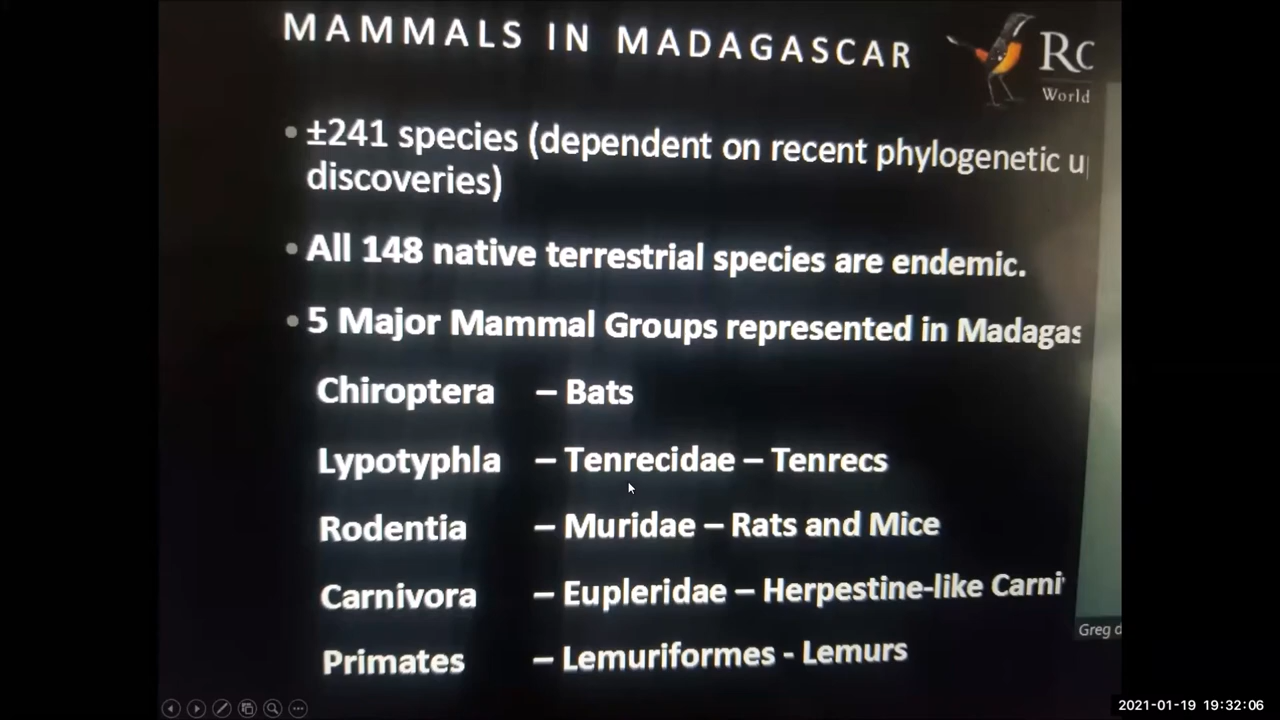 MAMMALS IN MADAGASCAR
World
• ±241 species (dependent on recent phylogenetic
discoveries)
• All 148 native terrestrial species are endemic.
• 5 Major Mammal Groups represented in
Chiroptera – Bats
Lypotyphla – Tenrecidae – Tenrecs
Rodentia – Muridae – Rats and Mice
Carnivora – Eupleridae – Herpestine-like
Primates – Lemuriformes - Lemurs
Greg
2021-01-19 19:32:06